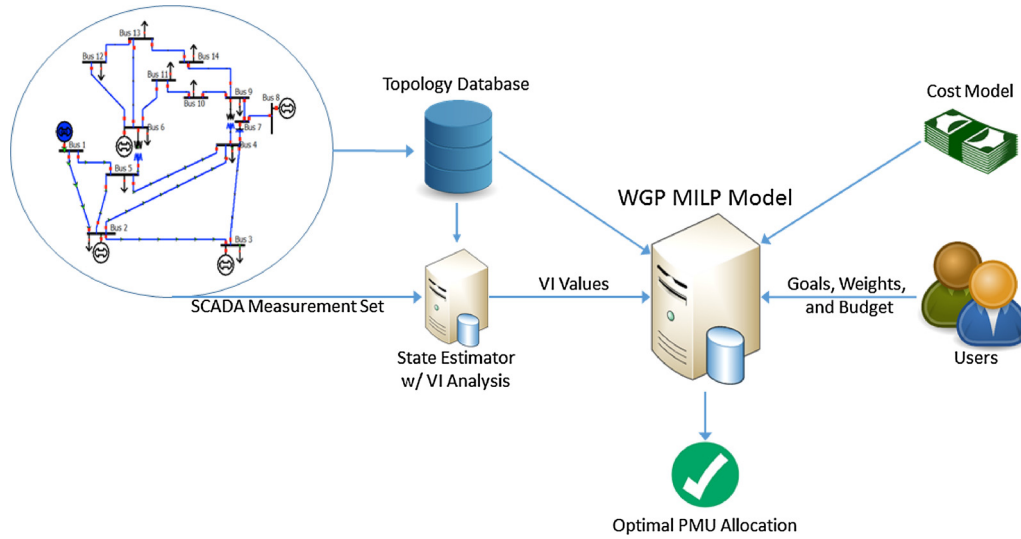 Bus 13
Bus 12
Bus 14
Bus 11
Bus 10
Bus 9
Bus 8
Bus 7
Bus 6
Bus 1
Bus 4
Bus 5
Bus 2
Bus 3
Topology Database
Cost Model
WGP MILP Model
SCADA Measurement Set
VI Values
Goals, Weights,
and Budget
State Estimator
w/ VI Analysis
Users
Optimal PMU Allocation